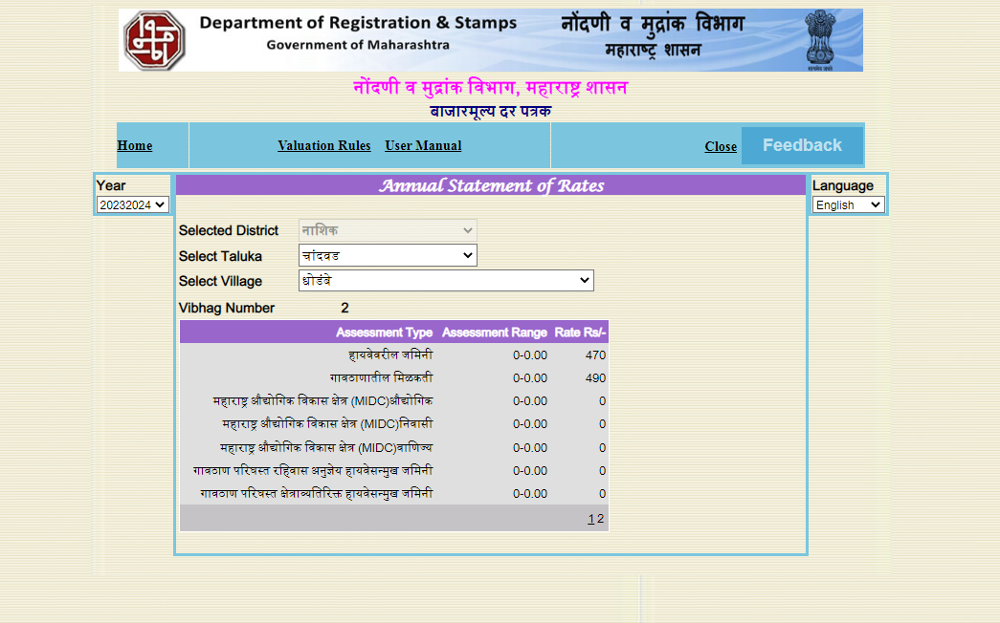 Department of Registration & Stamps
Government of Maharashtra
नोंदणी व मुद्रांक विभाग
महाराष्ट्र शासन
नोंदणी व मुद्रांक विभाग, महाराष्ट्र शासन
बाजारमूल्य दर पत्रक
Home Valuation Rules User Manual Close Feedback
Year
20232024
Annual Statement of Rates
Language
English
Selected District नाशिक
Select Taluka चांदवड
Select Village धोडंबे
Vibhag Number 2
Assessment Type Assessment Range Rate Rs/-
हायवेवरील जमिनी 0-0.00 470
गावठाणातील मिळकती 0-0.00 490
महाराष्ट्र औद्योगिक विकास क्षेत्र (MIDC)औद्योगिक 0-0.00 0
महाराष्ट्र औद्योगिक विकास क्षेत्र (MIDC)निवासी 0-0.00 0
महाराष्ट्र औद्योगिक विकास क्षेत्र (MIDC)वाणिज्य 0-0.00 0
गावठाण परिघस्त रहिवास अनुज्ञेय हायवेसन्मुख जमिनी 0-0.00 0
गावठाण परिघस्त क्षेत्राव्यतिरिक्त हायवेसन्मुख जमिनी 0-0.00 0
1 2